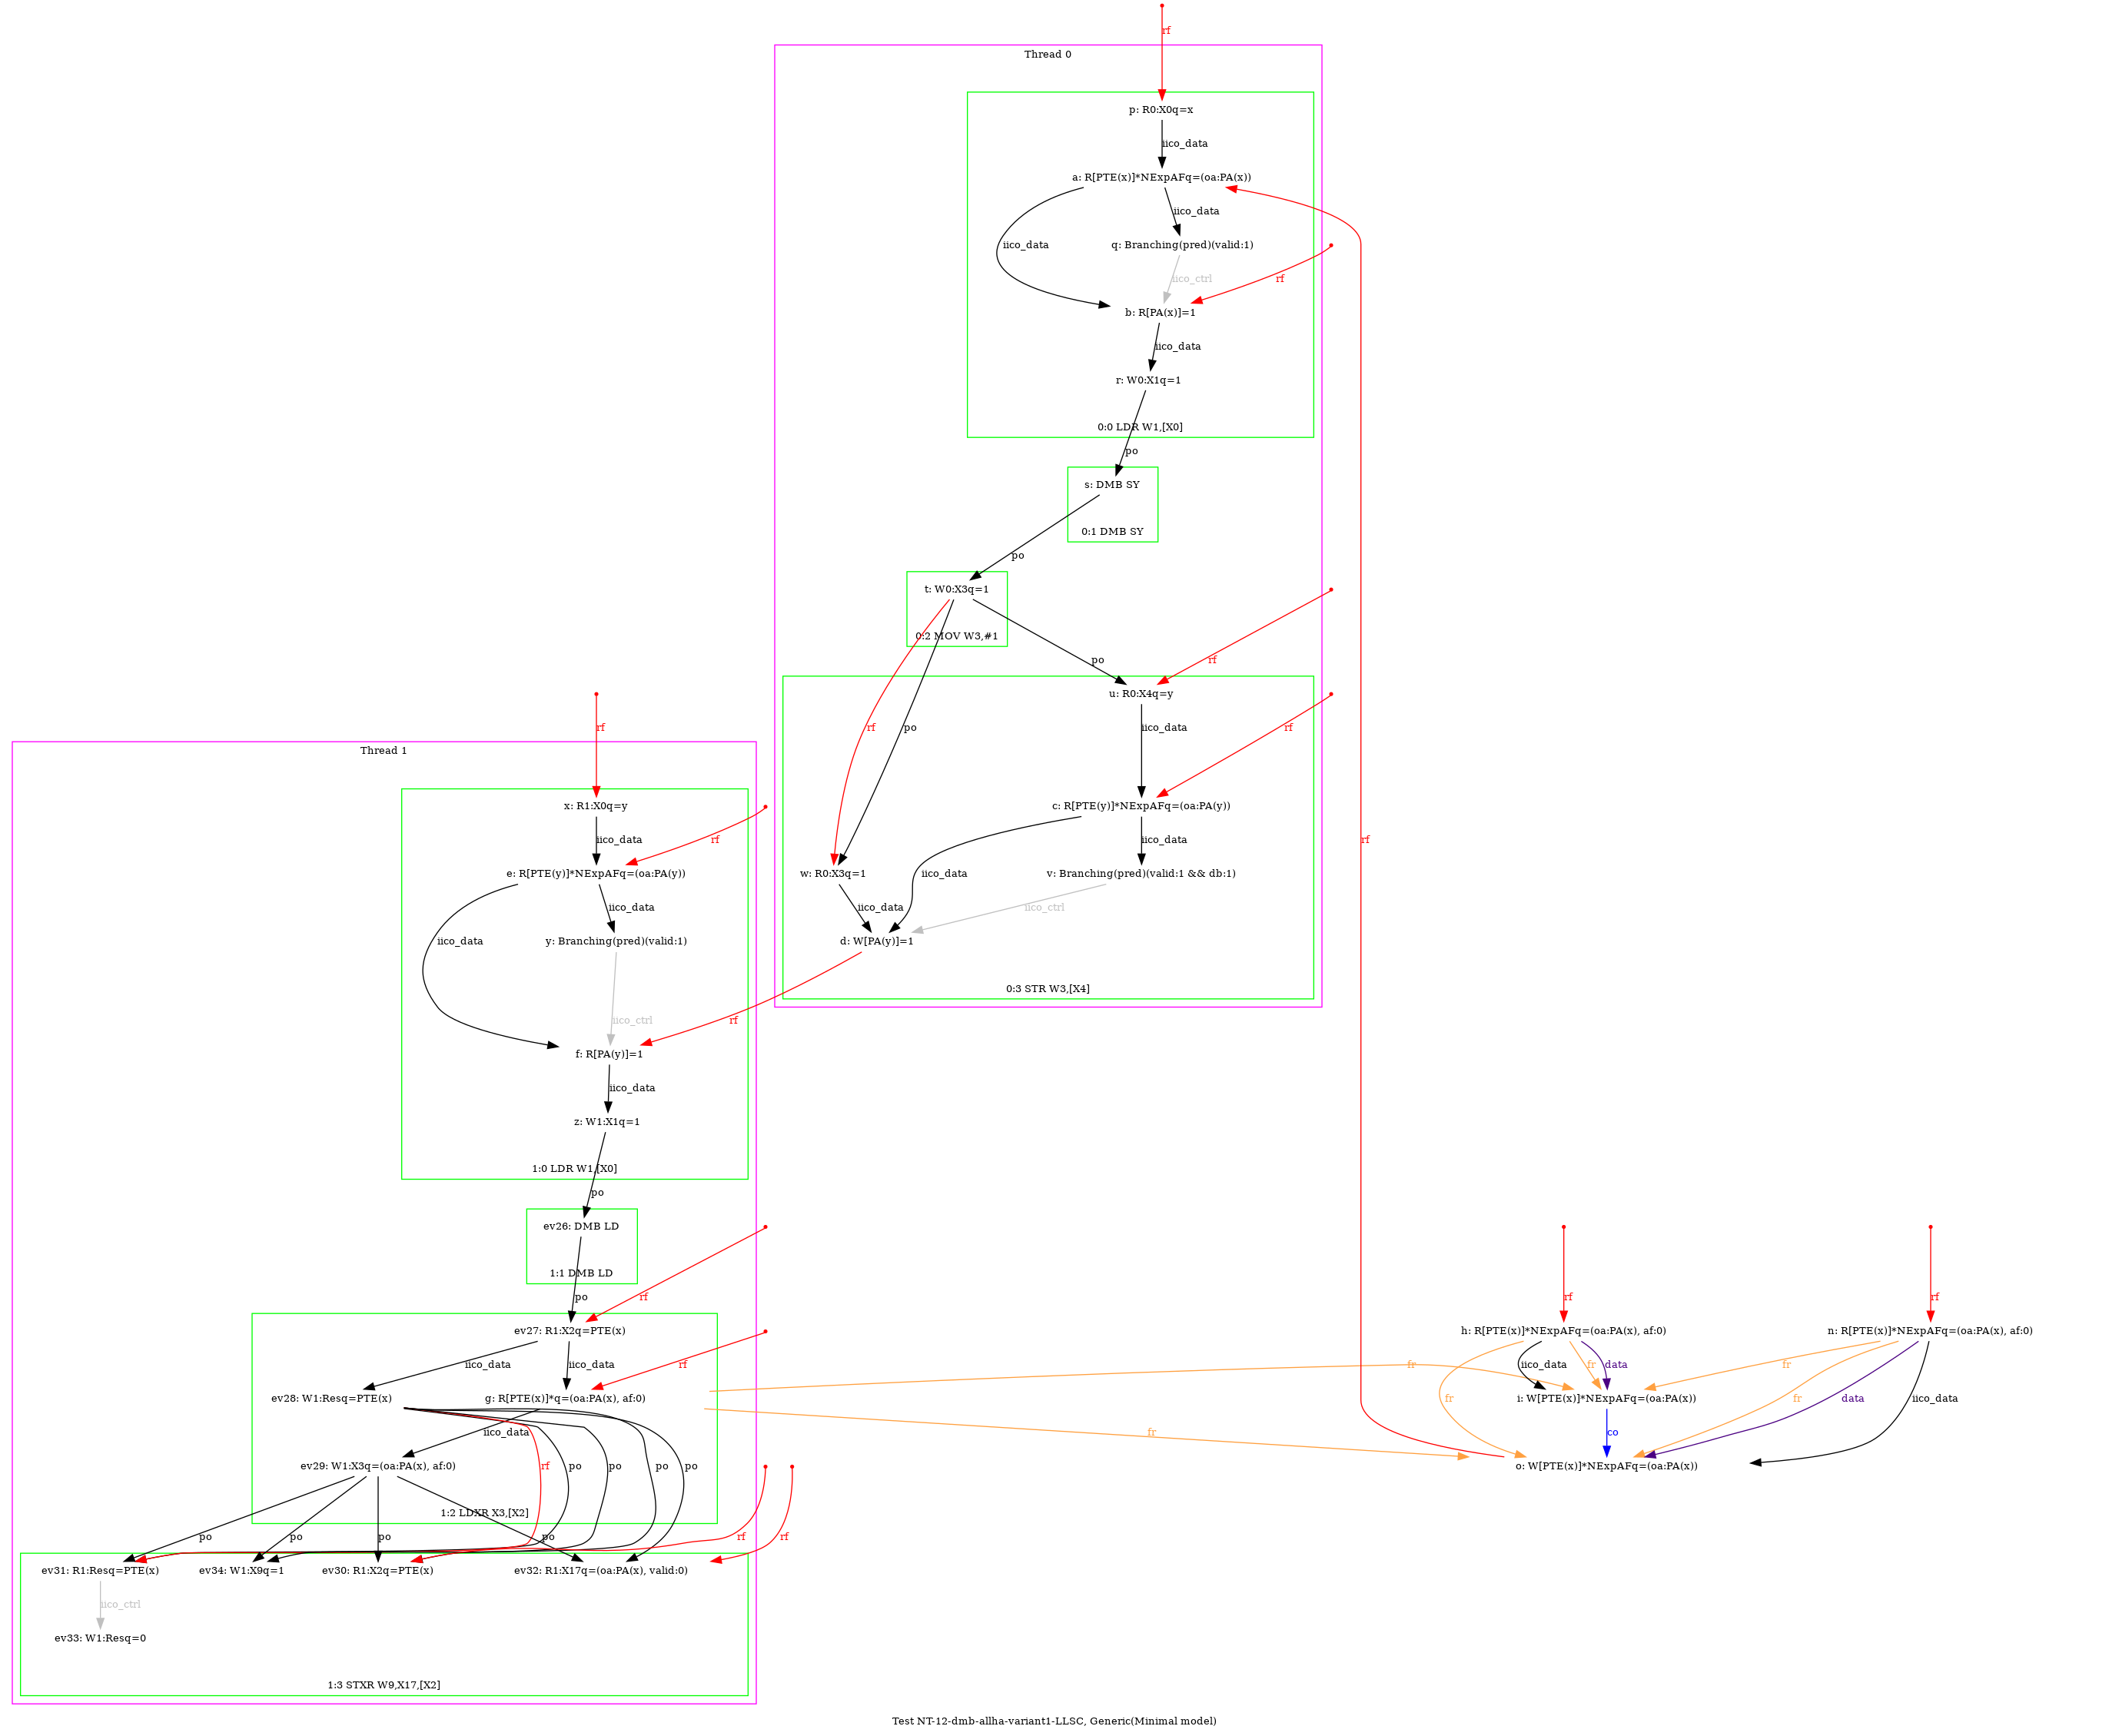 rf
Thread 0
p: R0:X0q=x
iico_data
a: R[PTE(x)]*NExpAFq=(oa:PA(x))
iico_data
iico_data
q: Branching(pred)(valid:1)
iico_ctrl
rf
b: R[PA(x)]=1
iico_data
r: W0:X1q=1
0:0 LDR W1,[X0]
po
s: DMB SY
0:1 DMB SY
po
t: W0:X3q=1
0:2 MOV W3,#1
po
rf
u: R0:X4q=y
rf
po
iico_data
rf
c: R[PTE(y)]*NExpAFq=(oa:PA(y))
iico_data
rf
w: R0:X3q=1
iico_data
v: Branching(pred)(valid:1 && db:1)
iico_data
iico_ctrl
d: W[PA(y)]=1
0:3 STR W3,[X4]
rf
rf
Thread 1
x: R1:X0q=y
iico_data
rf
e: R[PTE(y)]*NExpAFq=(oa:PA(y))
iico_data
iico_data
y: Branching(pred)(valid:1)
iico_ctrl
f: R[PA(y)]=1
iico_data
z: W1:X1q=1
1:0 LDR W1,[X0]
po
ev26: DMB LD
1:1 DMB LD
po
rf
ev27: R1:X2q=PTE(x)
iico_data
iico_data
rf
ev28: W1:Resq=PTE(x)
g: R[PTE(x)]*q=(oa:PA(x), af:0)
iico_data
ev29: W1:X3q=(oa:PA(x), af:0)
rf
po
po
po
po
1:2 LDXR X3,[X2]
po
po
po
po
rf
rf
ev31: R1:Resq=PTE(x)
ev34: W1:X9q=1
ev30: R1:X2q=PTE(x)
ev32: R1:X17q=(oa:PA(x), valid:0)
iico_ctrl
ev33: W1:Resq=0
1:3 STXR W9,X17,[X2]
rf
rf
h: R[PTE(x)]*NExpAFq=(oa:PA(x), af:0)
n: R[PTE(x)]*NExpAFq=(oa:PA(x), af:0)
fr
iico_data
fr
data
fr
i: W[PTE(x)]*NExpAFq=(oa:PA(x))
fr
fr
data
iico_data
fr
co
o: W[PTE(x)]*NExpAFq=(oa:PA(x))
Test NT-12-dmb-allha-variant1-LLSC, Generic(Minimal model)